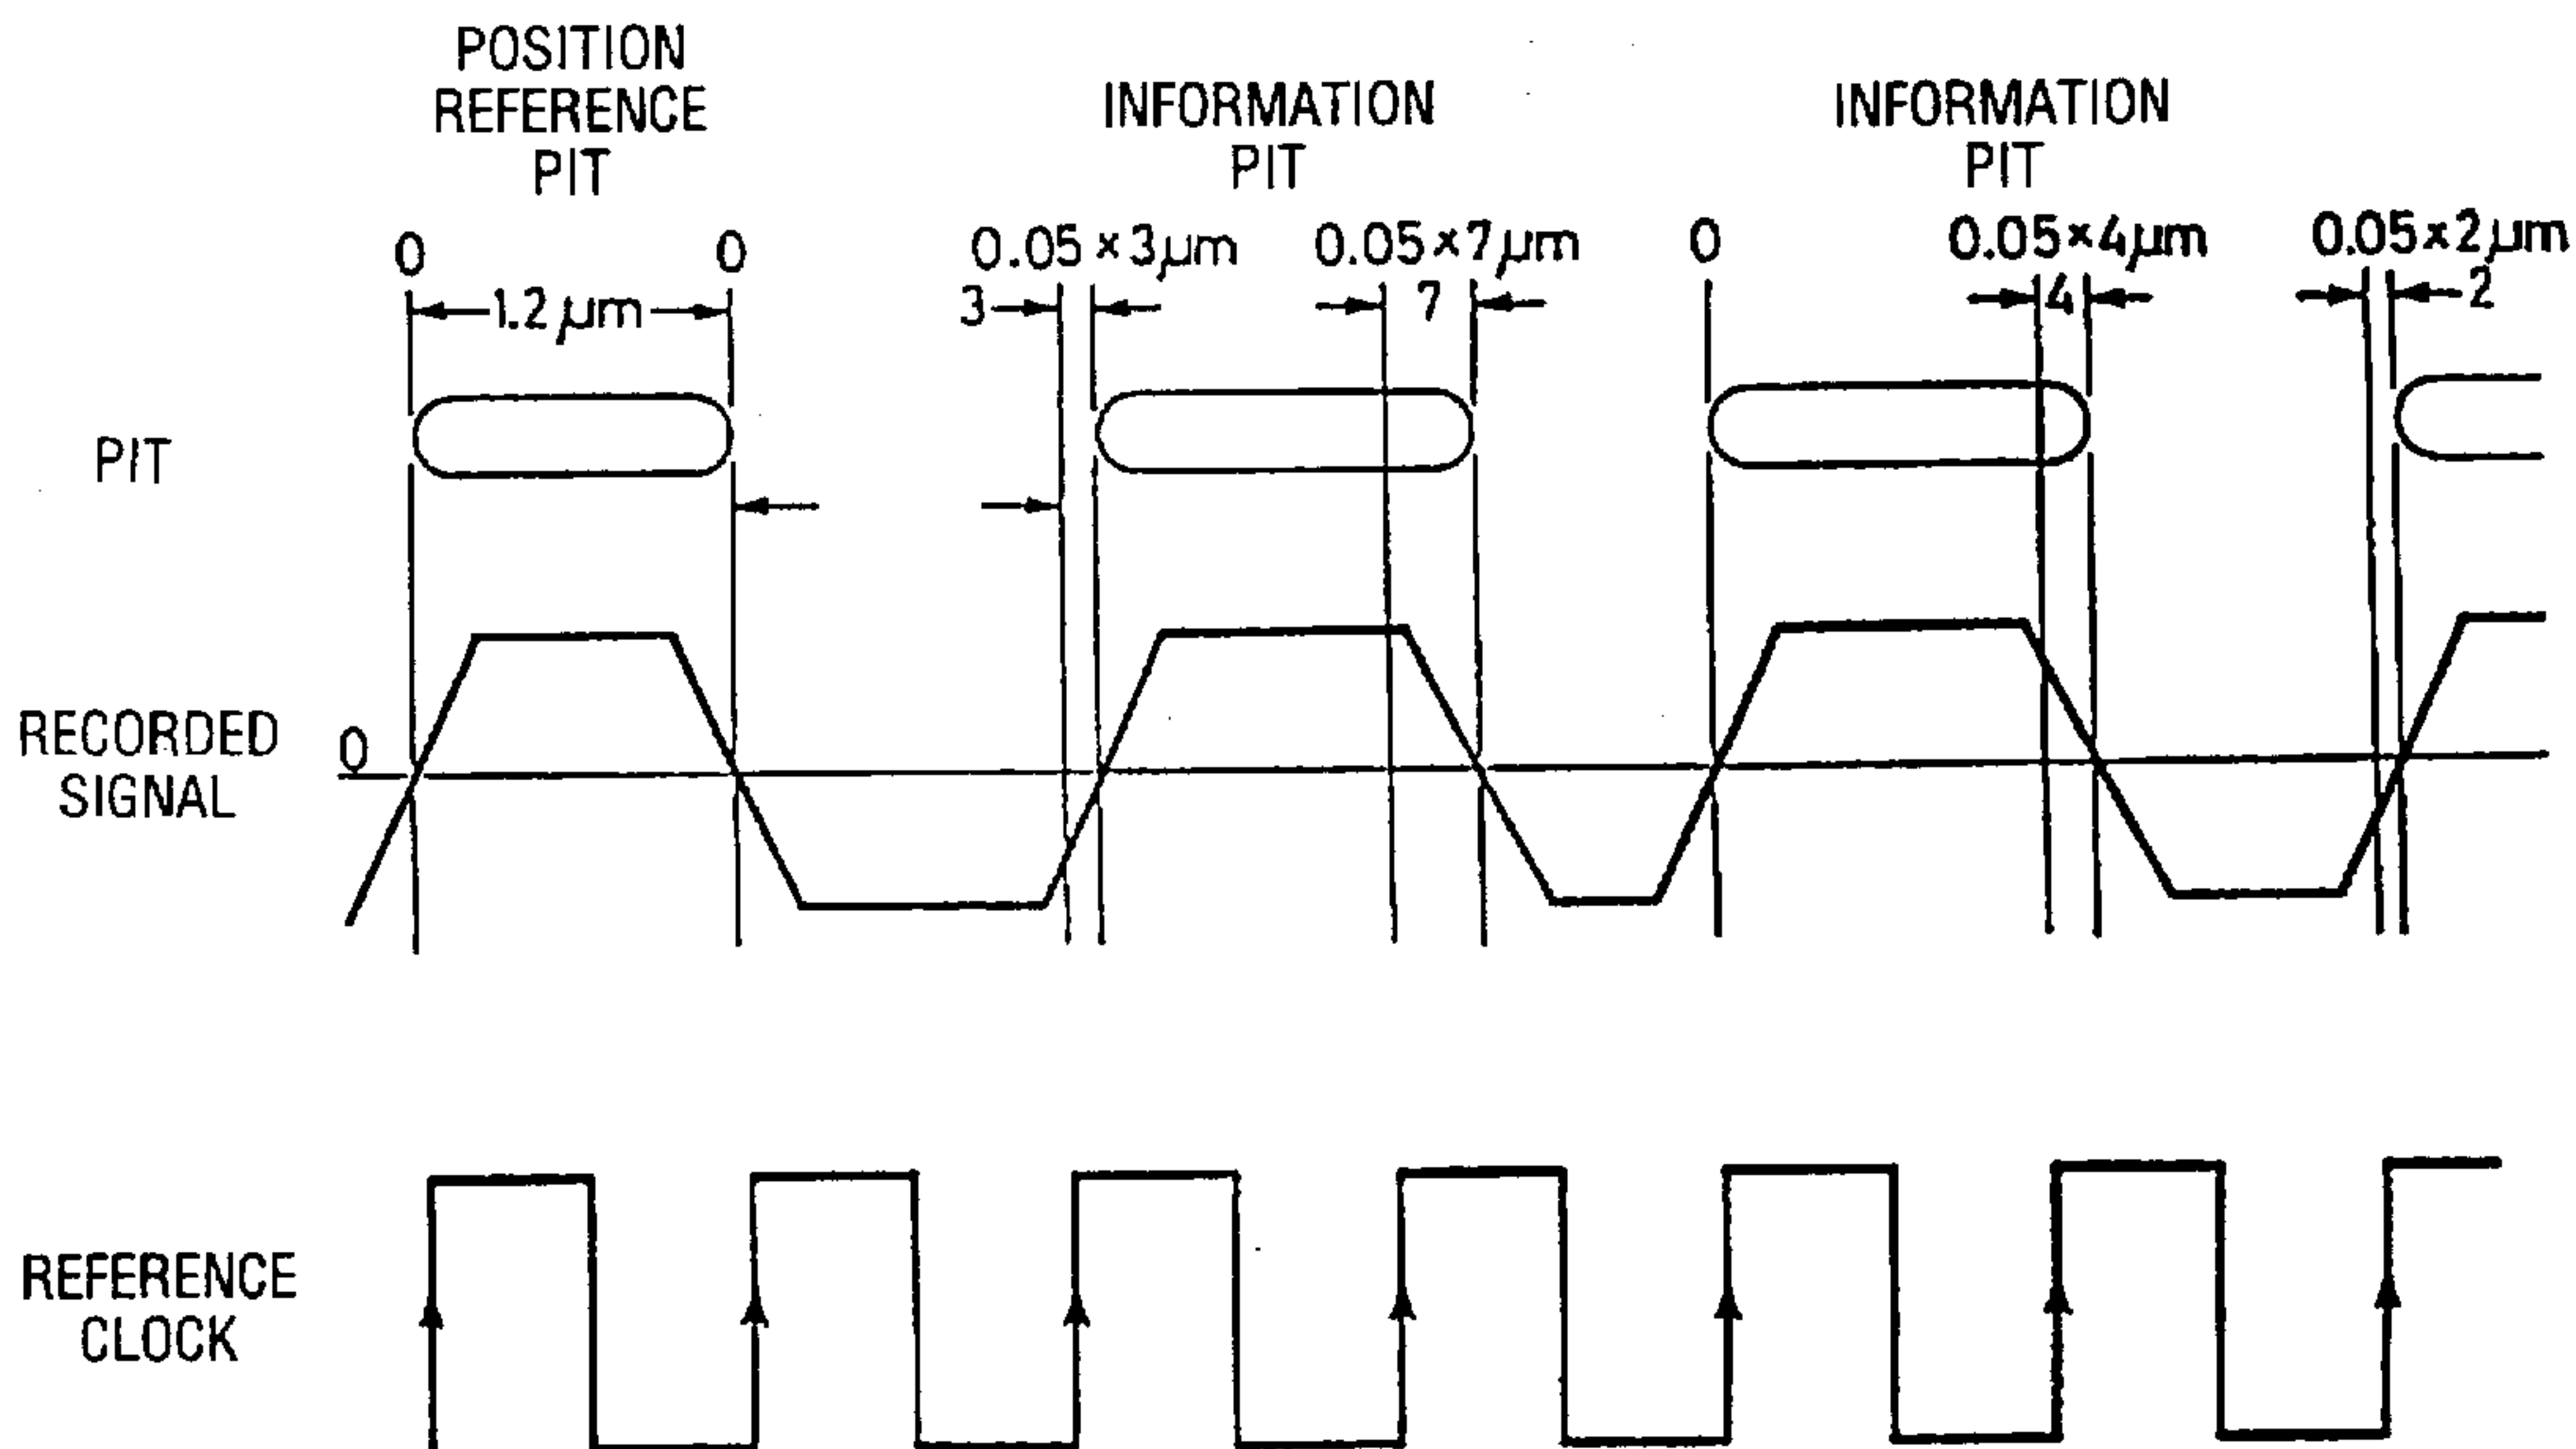 POSITION
REFERENCE
PIT
INFORMATION
PIT
INFORMATION
PIT
0
0
0.05×3μm
0.05×7μm
0
0.05×4μm
0.05×2μm
1.2μm
3
7
4
2
PIT
RECORDED
SIGNAL
0
REFERENCE
CLOCK